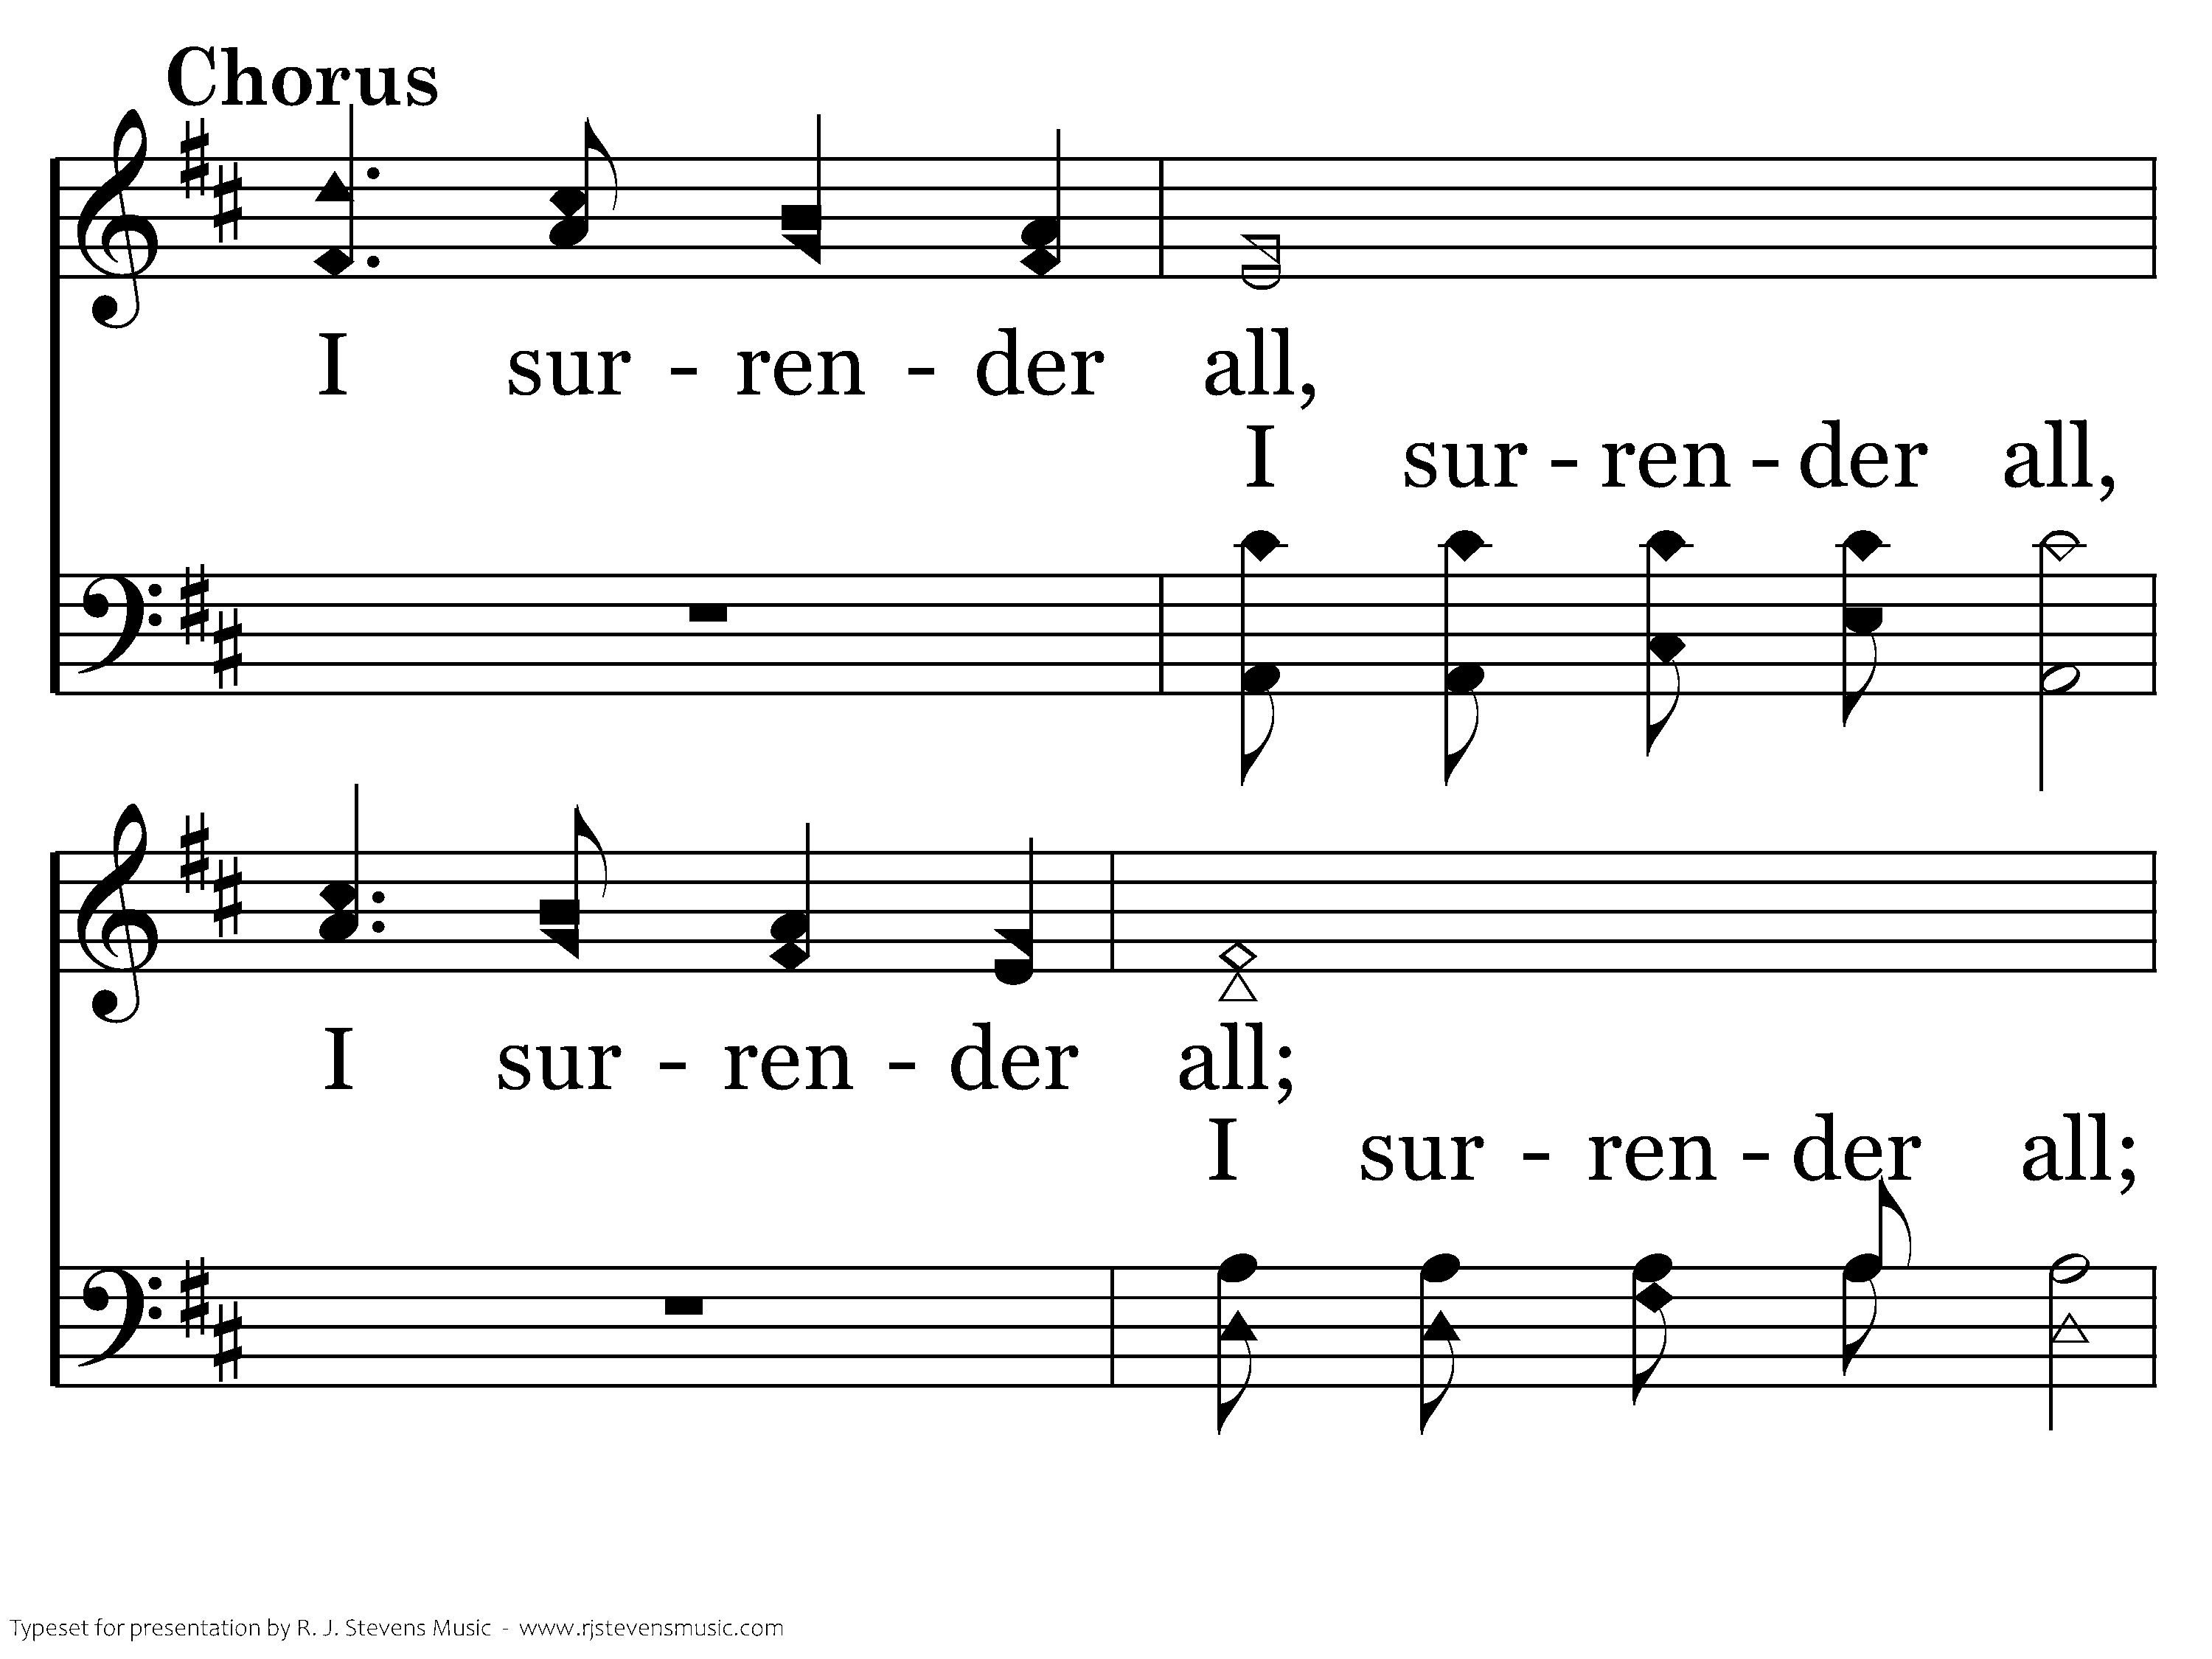 Chorus
I sur - ren - der all,
I sur - ren - der all,
I sur - ren - der all;
I sur - ren - der all;
Typeset for presentation by R. J. Stevens Music - www.rjstevensmusic.com